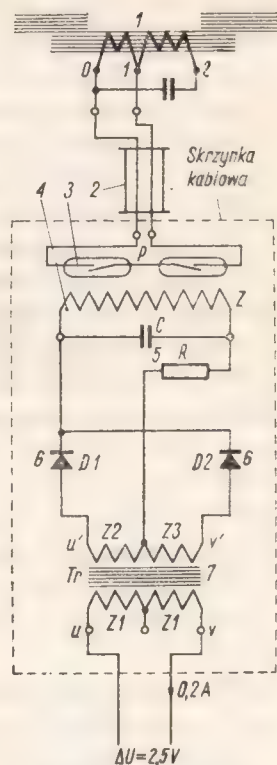 1
0 1 2
Skrzynka
kablowa
2
4 3 P
Z
C
5 R
6 D1 D2 6
u' Z2 Z3 v'
Tr 7
Z1 Z1
u v
0,2A
ΔU=2,5V